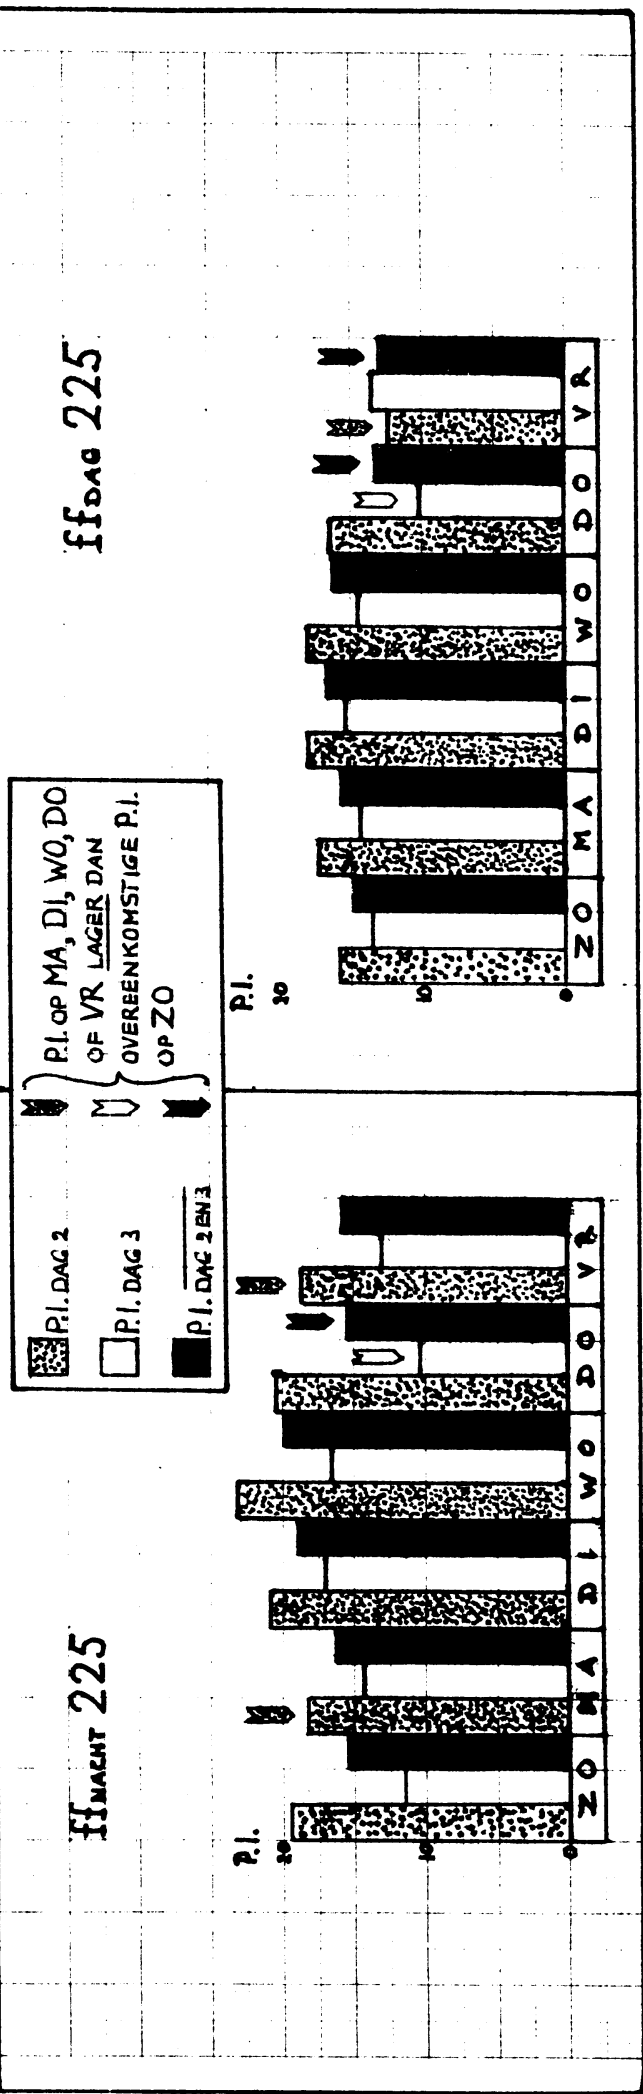 ffNACHT 225
ffDAG 225
P.I. DAG 2
P.I. DAG 3
P.I. DAG 2 EN 3
P.I. OP MA, DI, WO, DO
OF VR LAGER DAN
OVEREENKOMSTIGE P.I.
OP ZO
P.I.
20
10
0
ZO MA DI WO DO VR
P.I.
20
10
0
ZO MA DI WO DO VR